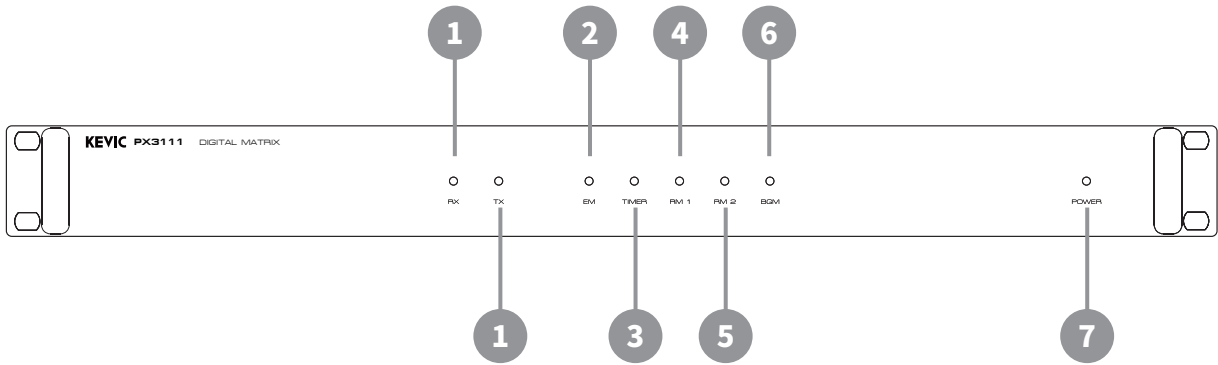 1 2 4 6
KEVIC PX3111 DIGITAL MATRIX
RX TX EM TIMER RM 1 RM 2 BGM POWER
1 3 5 7